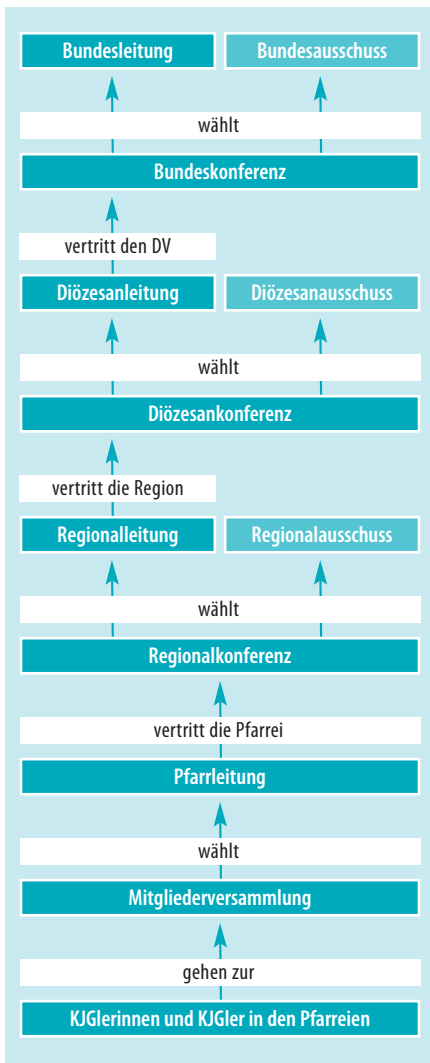 Bundesleitung Bundesausschuss
wählt
Bundeskonferenz
vertritt den DV
Diözesanleitung Diözesanausschuss
wählt
Diözesankonferenz
vertritt die Region
Regionalleitung Regionalausschuss
wählt
Regionalkonferenz
vertritt die Pfarrei
Pfarrleitung
wählt
Mitgliederversammlung
gehen zur
KJGlerinnen und KJGler in den Pfarreien